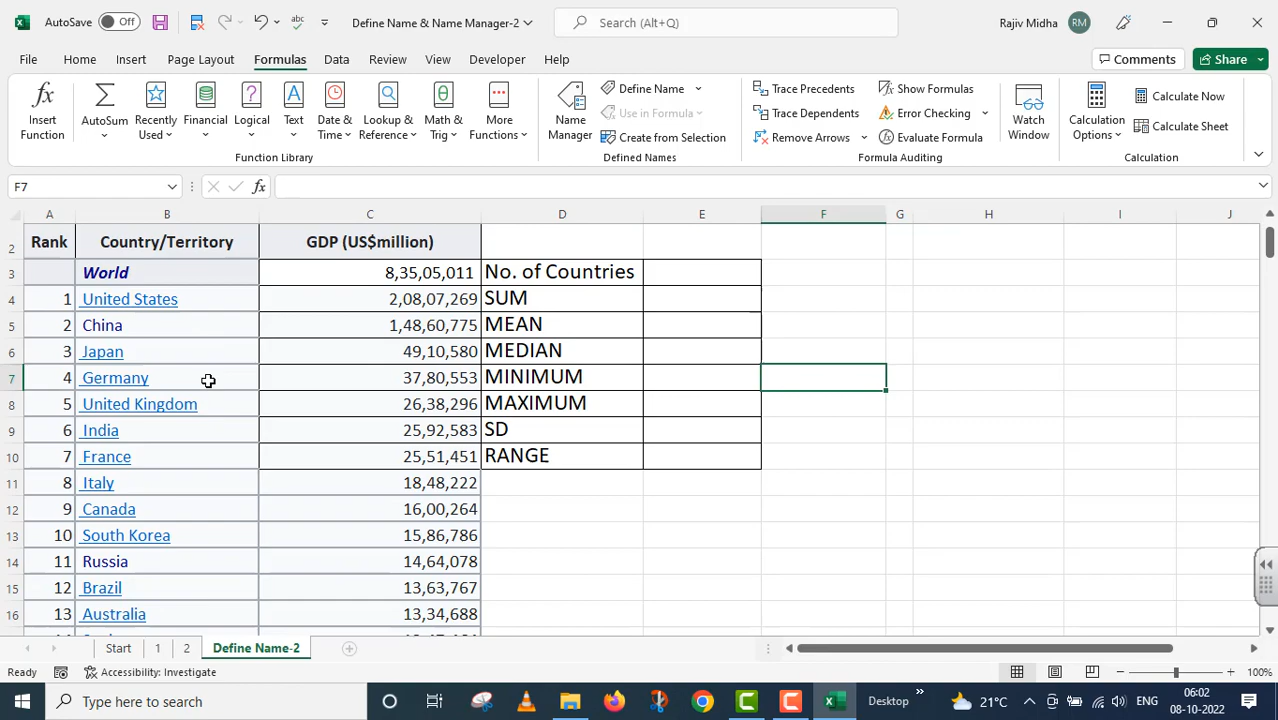 AutoSave Off Define Name & Name Manager-2 Search (Alt+Q) Rajiv Midha RM
File Home Insert Page Layout Formulas Data Review View Developer Help Comments Share
Insert Function AutoSum Recently Used Financial Logical Text Date & Time Lookup & Reference Math & Trig More Functions
Function Library
Name Manager Define Name Use in Formula Create from Selection
Defined Names
Trace Precedents Trace Dependents Remove Arrows Show Formulas Error Checking Evaluate Formula Watch Window
Formula Auditing
Calculation Options Calculate Now Calculate Sheet
Calculation
F7 fx
A B C D E F G H I J
2 Rank Country/Territory GDP (US$million)
3 World 8,35,05,011 No. of Countries
4 1 United States 2,08,07,269 SUM
5 2 China 1,48,60,775 MEAN
6 3 Japan 49,10,580 MEDIAN
7 4 Germany 37,80,553 MINIMUM
8 5 United Kingdom 26,38,296 MAXIMUM
9 6 India 25,92,583 SD
10 7 France 25,51,451 RANGE
11 8 Italy 18,48,222
12 9 Canada 16,00,264
13 10 South Korea 15,86,786
14 11 Russia 14,64,078
15 12 Brazil 13,63,767
16 13 Australia 13,34,688
Start 1 2 Define Name-2
Ready Accessibility: Investigate 100%
Type here to search Desktop 21°C ENG 06:02
08-10-2022